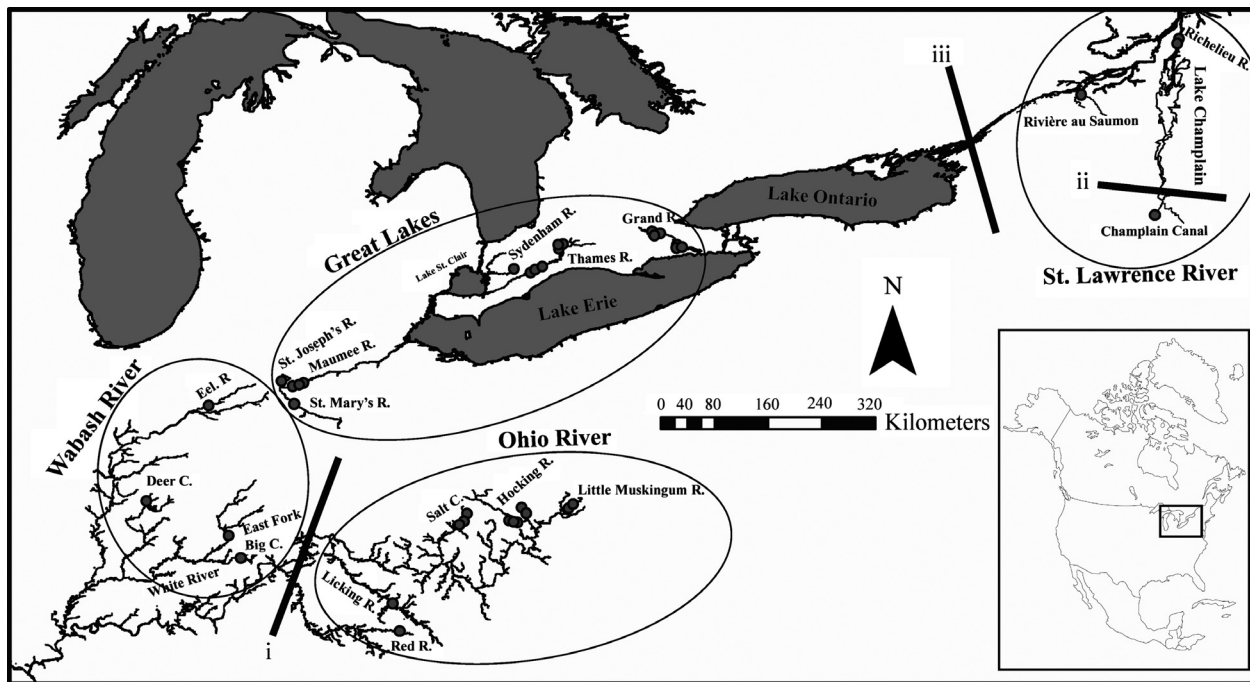 iii
Richelieu R.
Lake Champlain
Rivière au Saumon
ii
Champlain Canal
St. Lawrence River
Lake Ontario
Great Lakes
Grand R.
Sydenham R.
Thames R.
Lake St. Clair
Lake Erie
N
St. Joseph's R.
Maumee R.
St. Mary's R.
0 40 80 160 240 320
Kilometers
Wabash River
Eel. R
Deer C.
East Fork
Big C.
White River
i
Ohio River
Salt C.
Hocking R.
Little Muskingum R.
Licking R.
Red R.